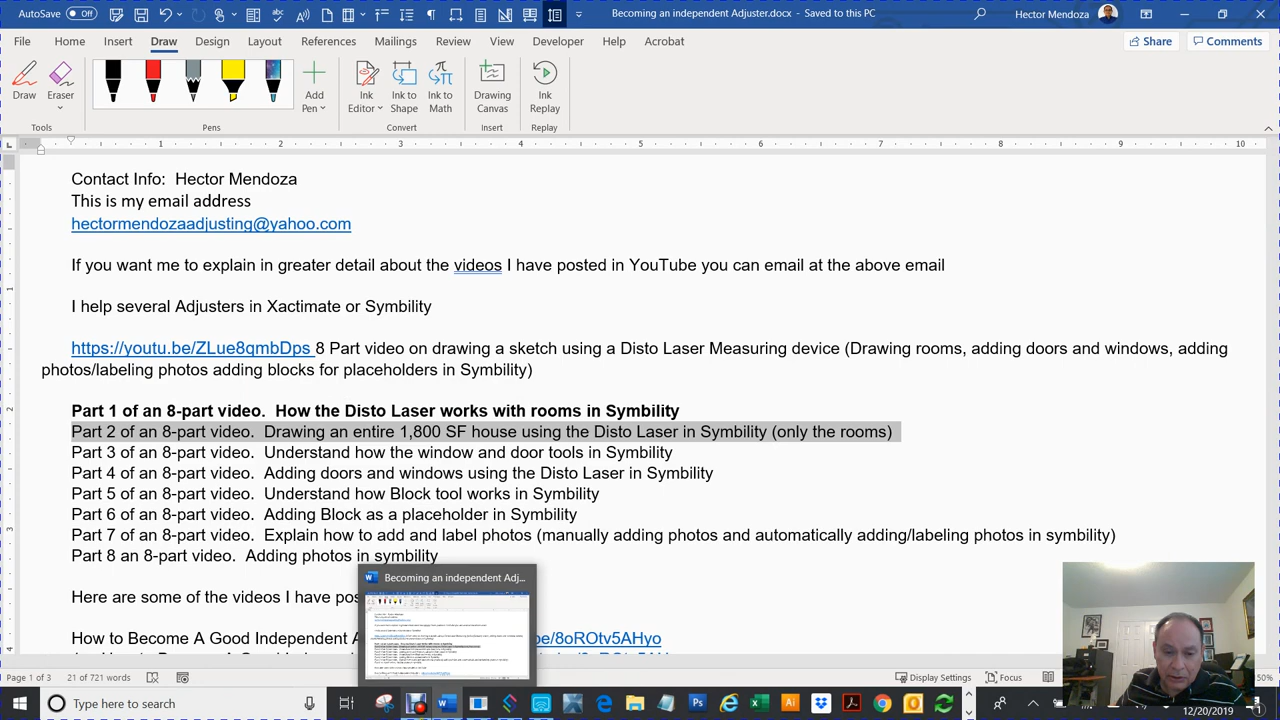 AutoSave Off Becoming an independent Adjuster.docx - Saved to this PC Hector Mendoza
File Home Insert Draw Design Layout References Mailings Review View Developer Help Acrobat Share Comments
Draw Eraser Add Pen Ink Editor Ink to Shape Ink to Math Drawing Canvas Ink Replay
Tools Pens Convert Insert Replay
1 2 3 4 5 6 7 8 9 10
Contact Info: Hector Mendoza
This is my email address
hectormendozaadjusting@yahoo.com
If you want me to explain in greater detail about the videos I have posted in YouTube you can email at the above email
I help several Adjusters in Xactimate or Symbility
https://youtu.be/ZLue8qmbDps 8 Part video on drawing a sketch using a Disto Laser Measuring device (Drawing rooms, adding doors and windows, adding
photos/labeling photos adding blocks for placeholders in Symbility)
Part 1 of an 8-part video. How the Disto Laser works with rooms in Symbility
Part 2 of an 8-part video. Drawing an entire 1,800 SF house using the Disto Laser in Symbility (only the rooms)
Part 3 of an 8-part video. Understand how the window and door tools in Symbility
Part 4 of an 8-part video. Adding doors and windows using the Disto Laser in Symbility
Part 5 of an 8-part video. Understand how Block tool works in Symbility
Part 6 of an 8-part video. Adding Block as a placeholder in Symbility
Part 7 of an 8-part video. Explain how to add and label photos (manually adding photos and automatically adding/labeling photos in symbility)
Part 8 an 8-part video. Adding photos in symbility
Becoming an independent Adj...
Here are some of the videos I have pos
How
Display Settings Focus
Type here to search
12/20/2019